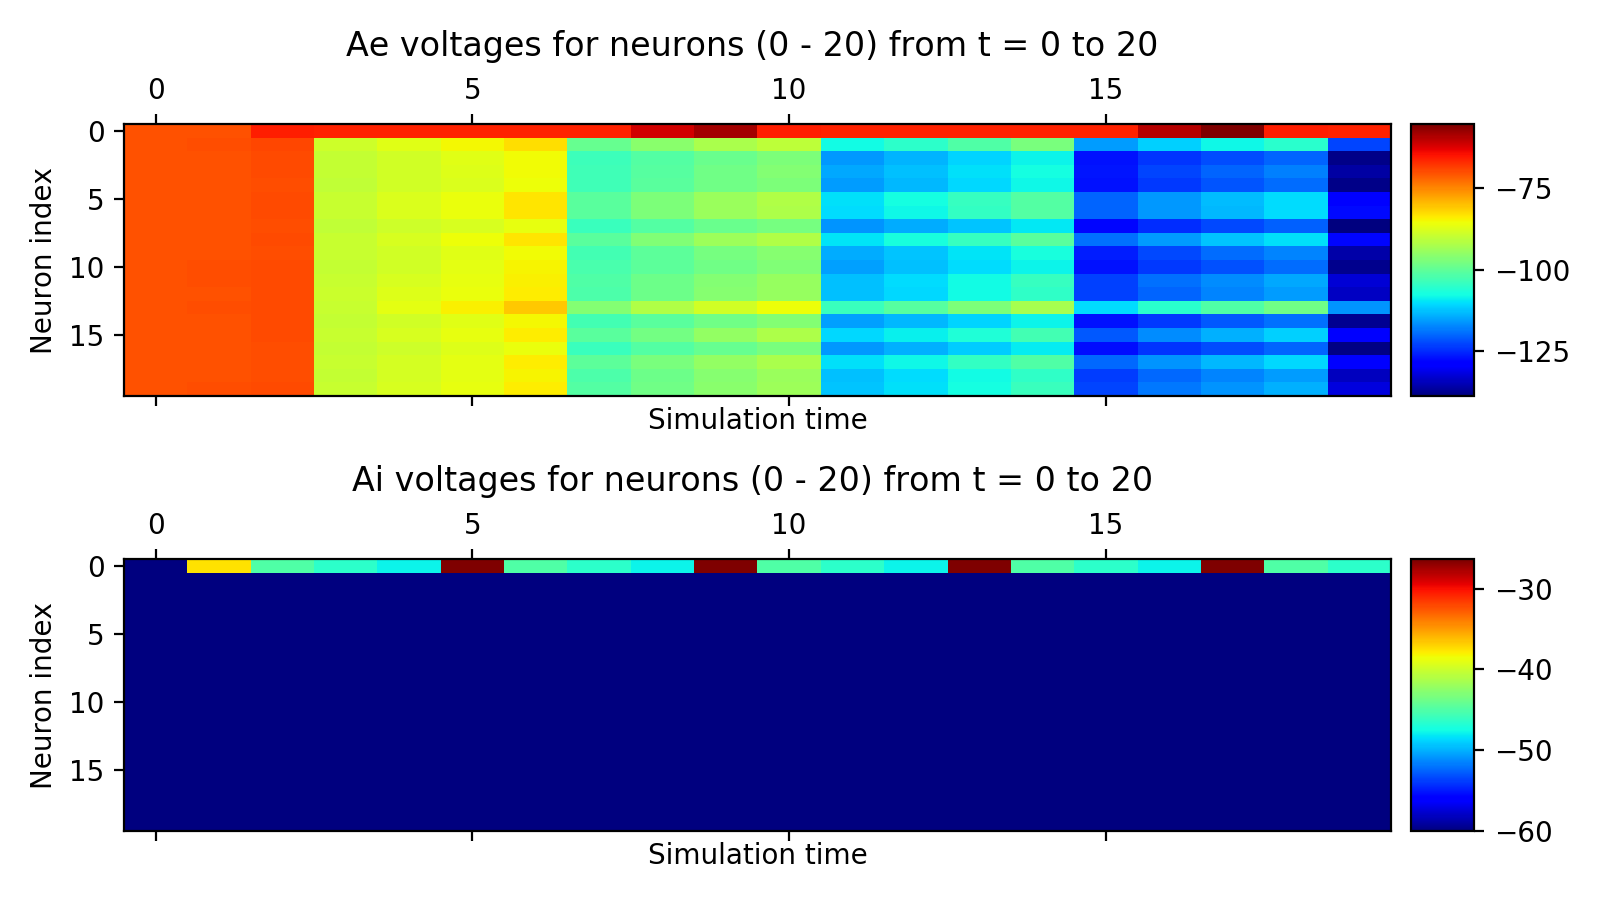 Ae voltages for neurons (0 - 20) from t = 0 to 20
0 5 10 15
Neuron index
0
5
10
15
Simulation time
−75
−100
−125
Ai voltages for neurons (0 - 20) from t = 0 to 20
0 5 10 15
Neuron index
0
5
10
15
Simulation time
−30
−40
−50
−60